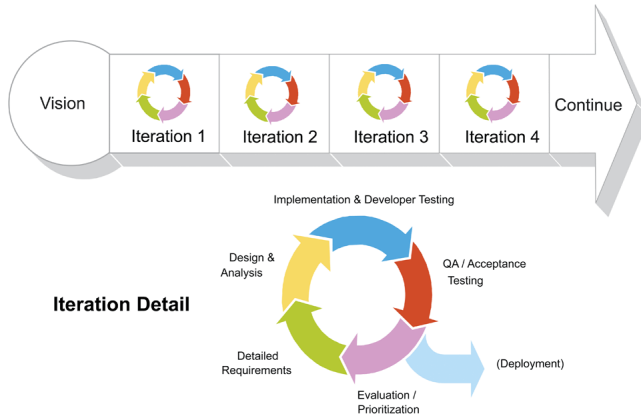 Vision
Iteration 1
Iteration 2
Iteration 3
Iteration 4
Continue
Implementation & Developer Testing
Design &
Analysis
QA / Acceptance
Testing
Iteration Detail
Detailed
Requirements
(Deployment)
Evaluation /
Prioritization